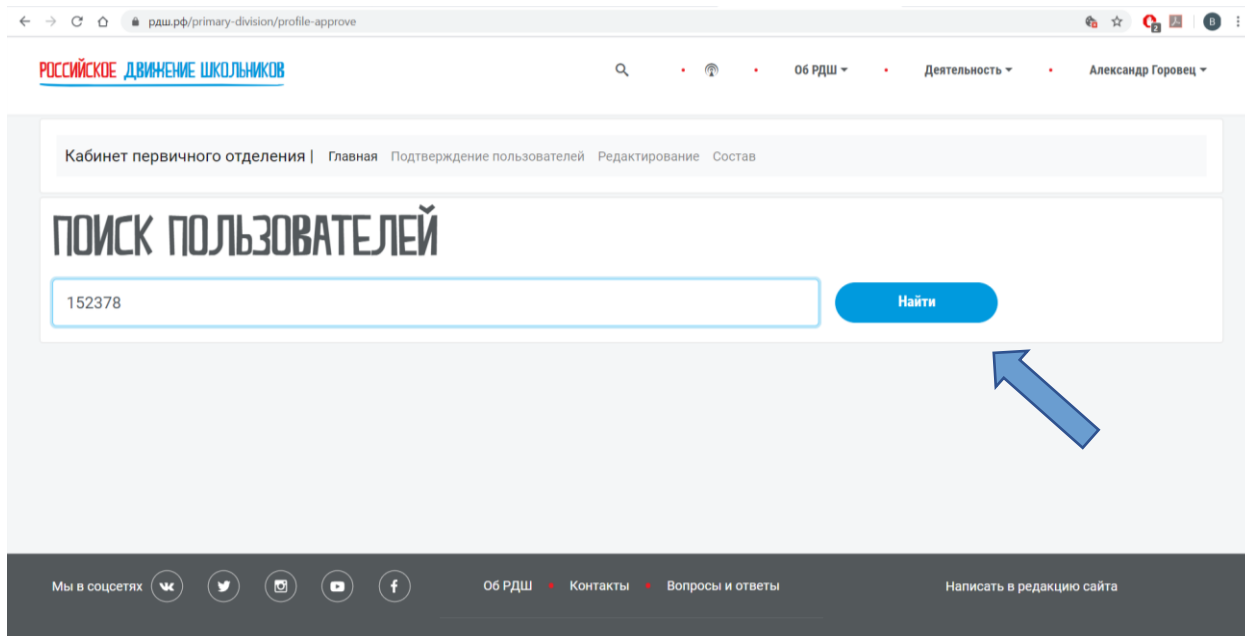 рдш.рф/primary-division/profile-approve
2
B
РОССИЙСКОЕ ДВИЖЕНИЕ ШКОЛЬНИКОВ
Об РДШ
Деятельность
Александр Горовец
Кабинет первичного отделения | Главная Подтверждение пользователей Редактирование Состав
ПОИСК ПОЛЬЗОВАТЕЛЕЙ
152378
Найти
Мы в соцсетях
Об РДШ • Контакты • Вопросы и ответы
Написать в редакцию сайта